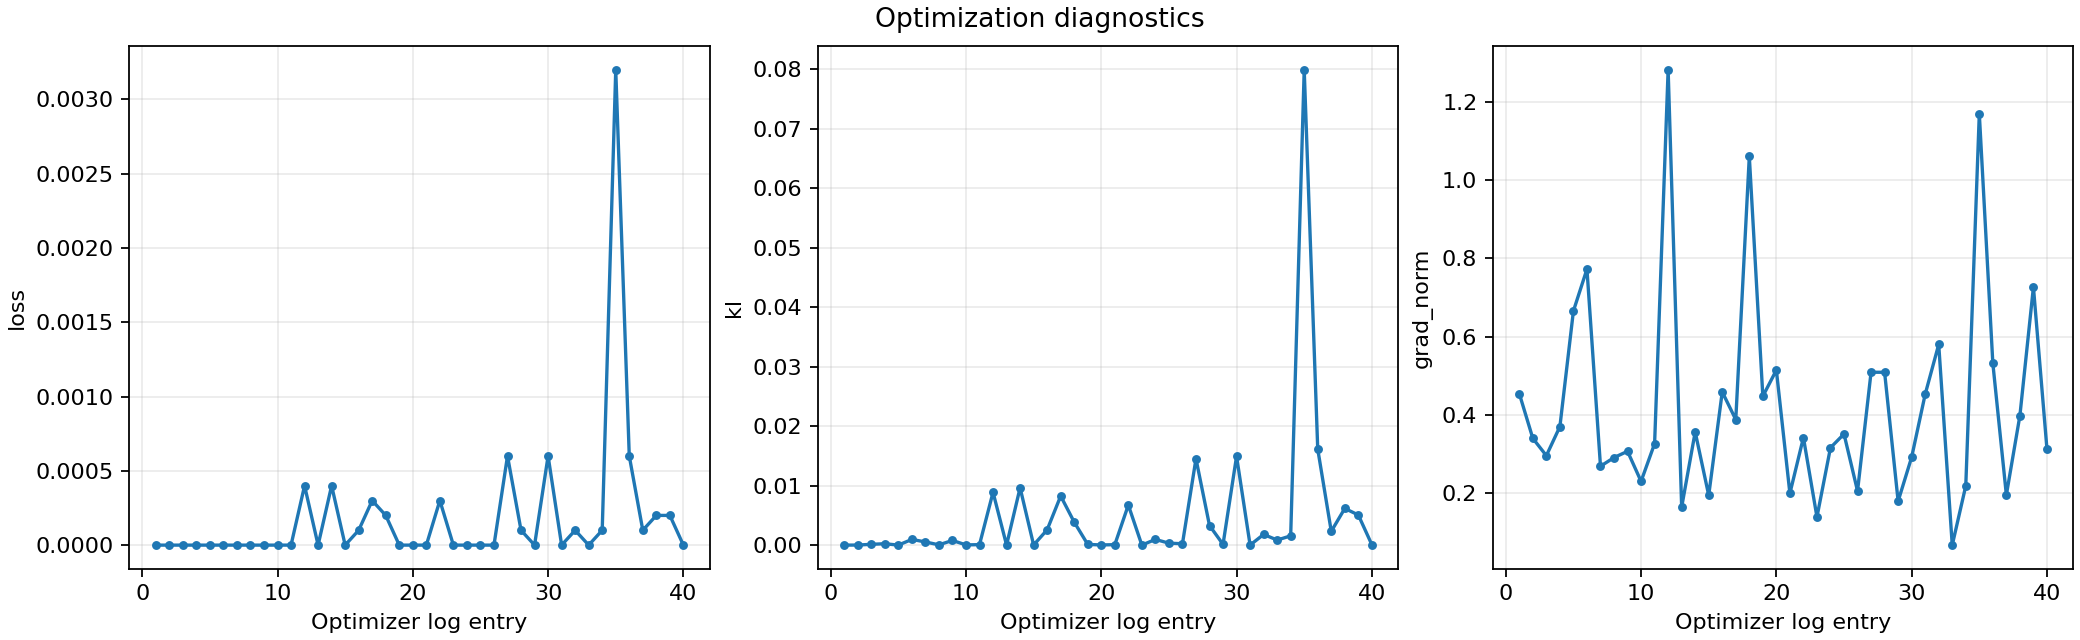 Optimization diagnostics
loss
0.0030
0.0025
0.0020
0.0015
0.0010
0.0005
0.0000
0 10 20 30 40
Optimizer log entry
kl
0.08
0.07
0.06
0.05
0.04
0.03
0.02
0.01
0.00
0 10 20 30 40
Optimizer log entry
grad_norm
1.2
1.0
0.8
0.6
0.4
0.2
0 10 20 30 40
Optimizer log entry